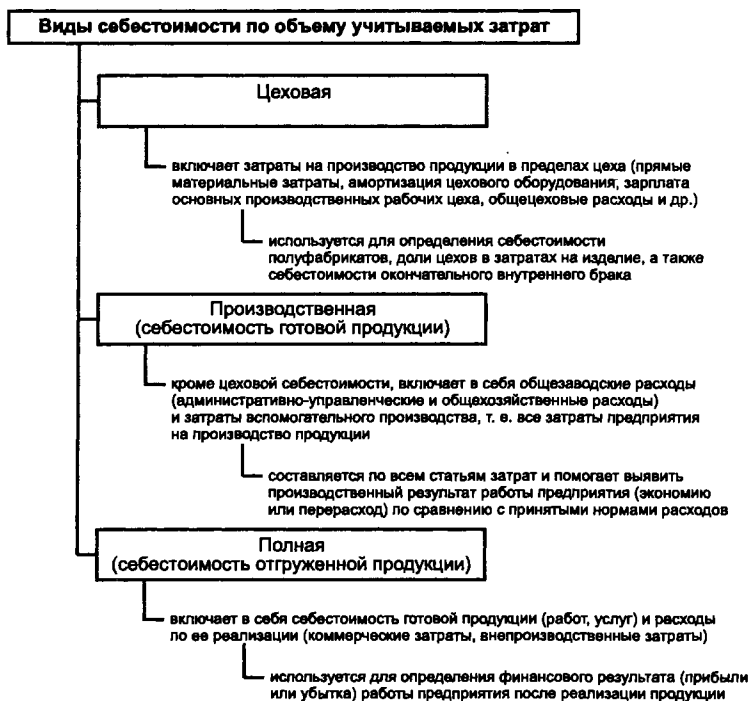 Виды себестоимости по объему учитываемых затрат
Цеховая
включает затраты на производство продукции в пределах цеха (прямые
материальные затраты, амортизация цехового оборудования, зарплата
основных производственных рабочих цеха, общецеховые расходы и др.)
используется для определения себестоимости
полуфабрикатов, доли цехов в затратах на изделие, а также
себестоимости окончательного внутреннего брака
Производственная
(себестоимость готовой продукции)
кроме цеховой себестоимости, включает в себя общезаводские расходы
(административно-управленческие и общехозяйственные расходы)
и затраты вспомогательного производства, т. е. все затраты предприятия
на производство продукции
составляется по всем статьям затрат и помогает выявить
производственный результат работы предприятия (экономию
или перерасход) по сравнению с принятыми нормами расходов
Полная
(себестоимость отгруженной продукции)
включает в себя себестоимость готовой продукции (работ, услуг) и расходы
по ее реализации (коммерческие затраты, внепроизводственные затраты)
используется для определения финансового результата (прибыли
или убытка) работы предприятия после реализации продукции